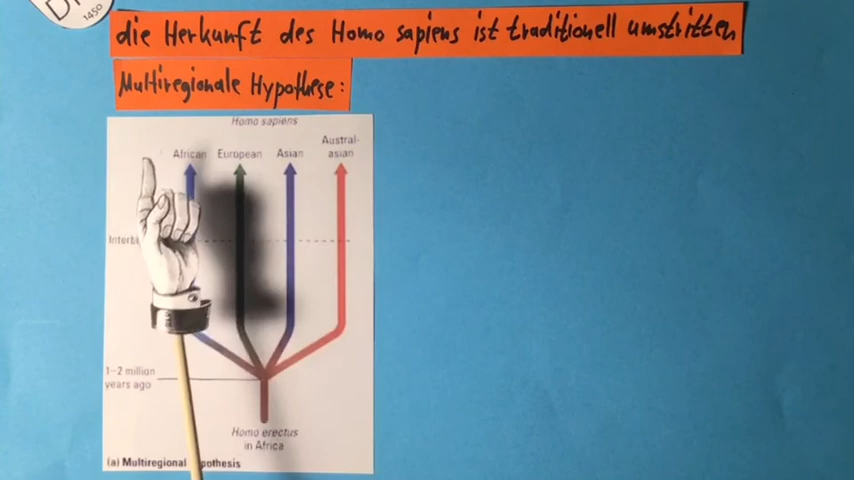 1450
die Herkunft des Homo sapiens ist traditionell umstritten
Multiregionale Hypothese:
Homo sapiens
African European Asian Austral-
asian
1–2 million
years ago
Homo erectus
in Africa
(a) Multiregional